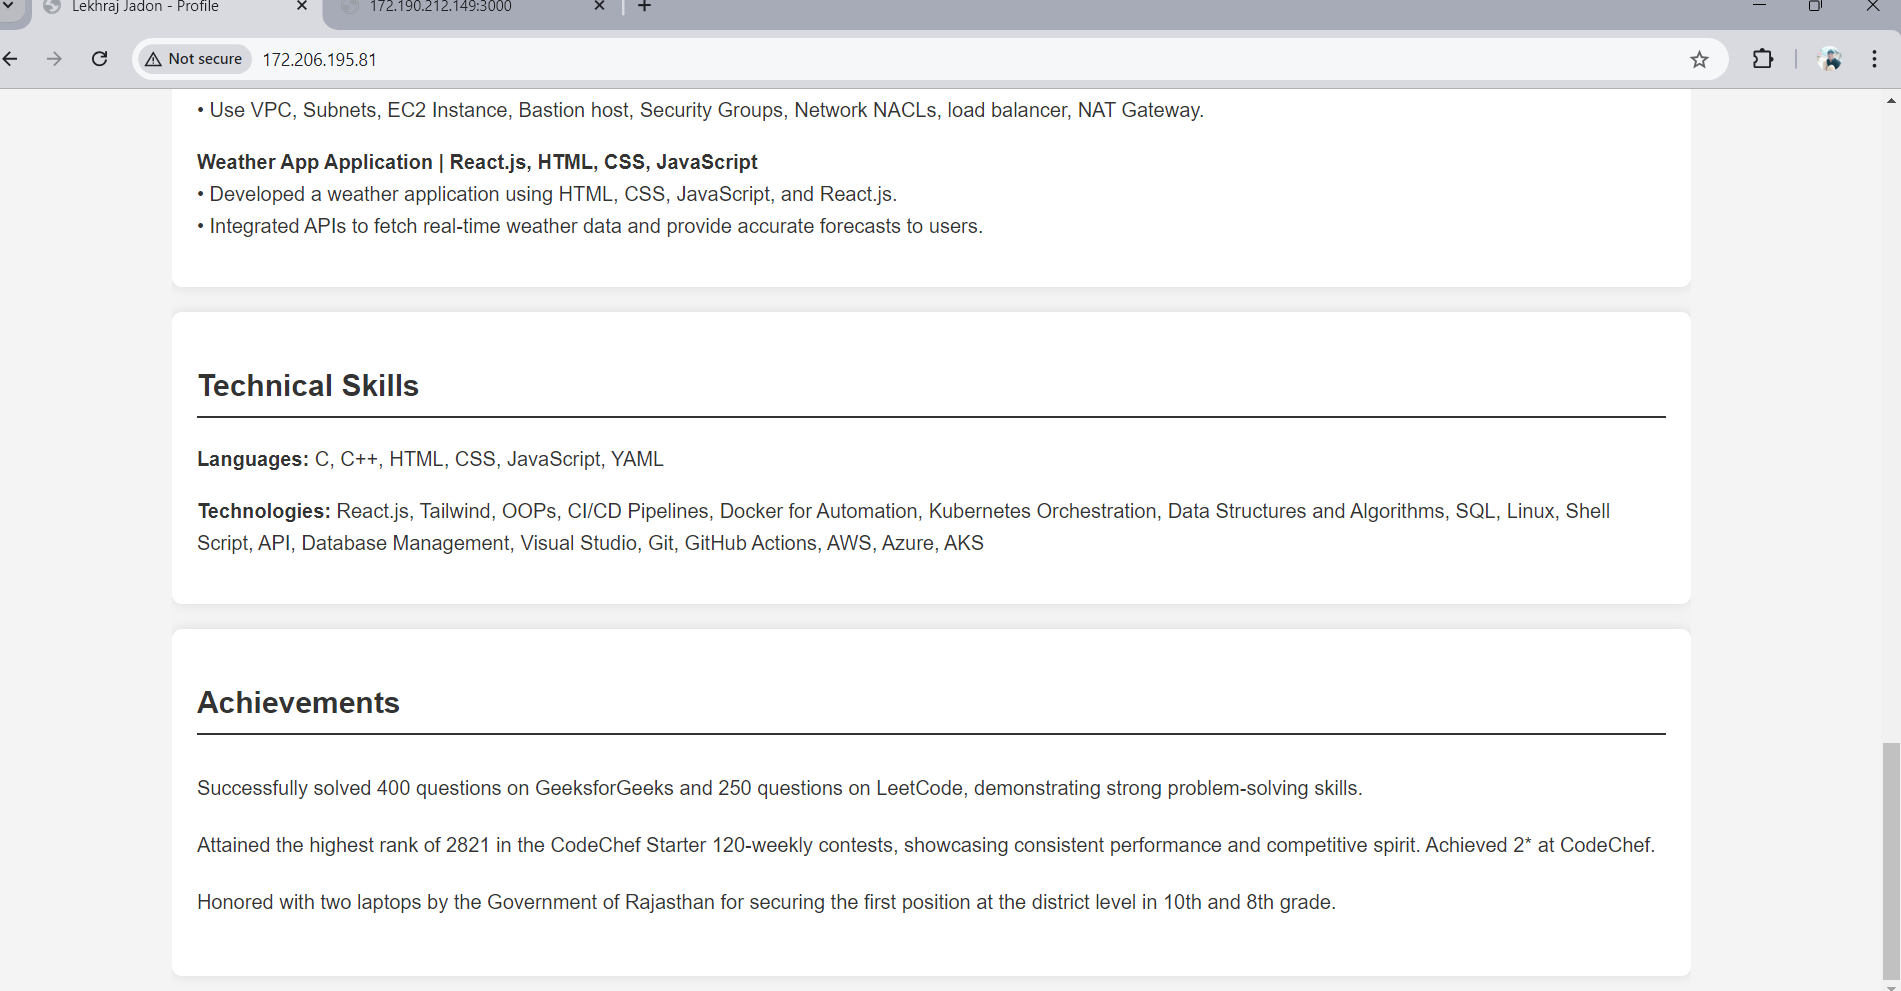 Lekhraj Jadon - Profile
172.190.212.149:3000
Not secure
172.206.195.81
• Use VPC, Subnets, EC2 Instance, Bastion host, Security Groups, Network NACLs, load balancer, NAT Gateway.
Weather App Application | React.js, HTML, CSS, JavaScript
• Developed a weather application using HTML, CSS, JavaScript, and React.js.
• Integrated APIs to fetch real-time weather data and provide accurate forecasts to users.
Technical Skills
Languages: C, C++, HTML, CSS, JavaScript, YAML
Technologies: React.js, Tailwind, OOPs, CI/CD Pipelines, Docker for Automation, Kubernetes Orchestration, Data Structures and Algorithms, SQL, Linux, Shell
Script, API, Database Management, Visual Studio, Git, GitHub Actions, AWS, Azure, AKS
Achievements
Successfully solved 400 questions on GeeksforGeeks and 250 questions on LeetCode, demonstrating strong problem-solving skills.
Attained the highest rank of 2821 in the CodeChef Starter 120-weekly contests, showcasing consistent performance and competitive spirit. Achieved 2* at CodeChef.
Honored with two laptops by the Government of Rajasthan for securing the first position at the district level in 10th and 8th grade.